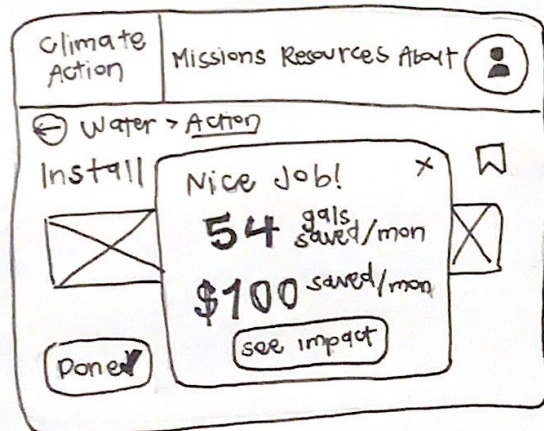 Climate
Action
Missions Resources About
Water > Action
Install
Nice Job!
x
54 gals
saved/mon
$100 saved/mon
see impact
Done